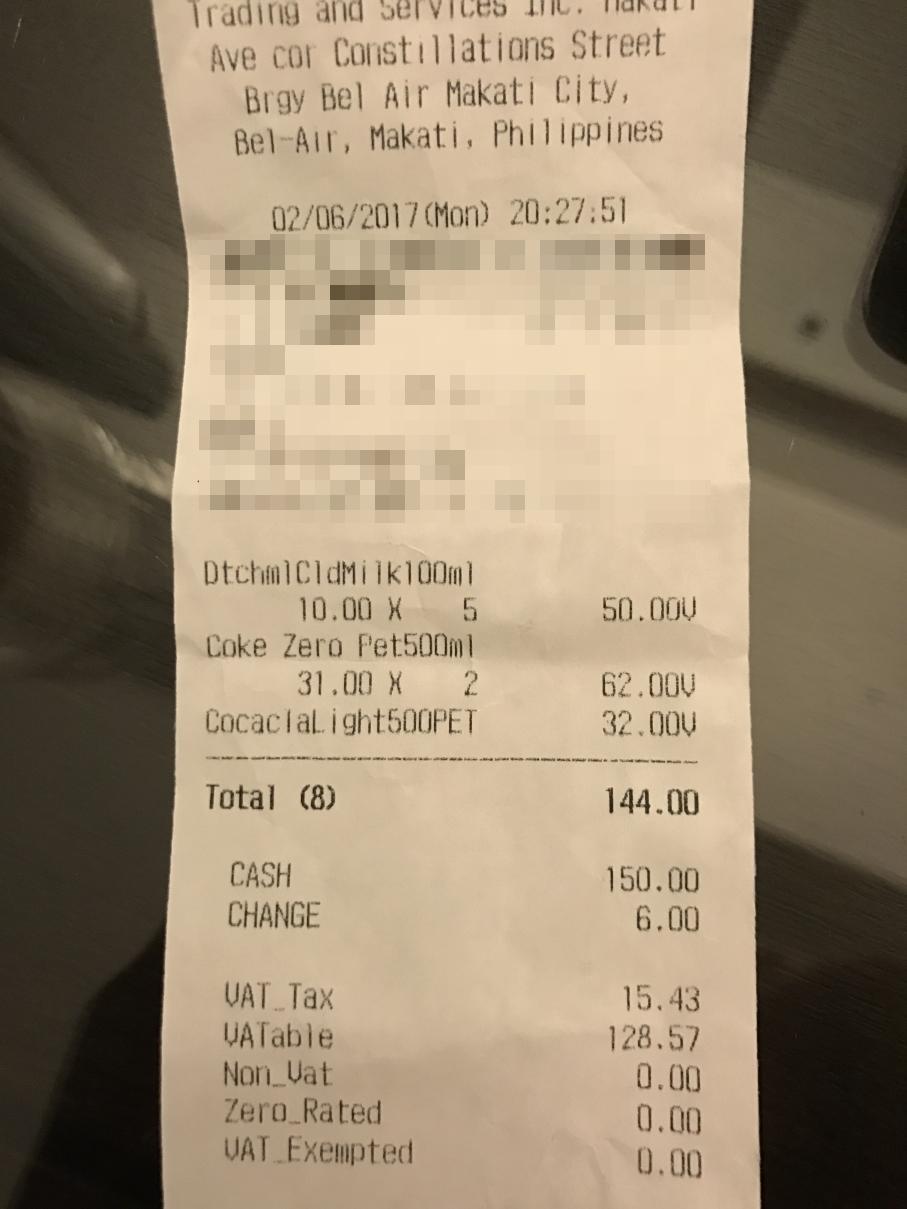 Trading and Services Inc. Makati
Ave cor Constillations Street
Brgy Bel Air Makati City,
Bel-Air, Makati, Philippines
02/06/2017(Mon) 20:27:51
DtchmlCldMilk100ml
10.00 X 5 50.00V
Coke Zero Pet500ml
31.00 X 2 62.00V
CocaclaLight500PET 32.00V
Total (8) 144.00
CASH 150.00
CHANGE 6.00
VAT_Tax 15.43
VATable 128.57
Non_Vat 0.00
Zero_Rated 0.00
VAT_Exempted 0.00